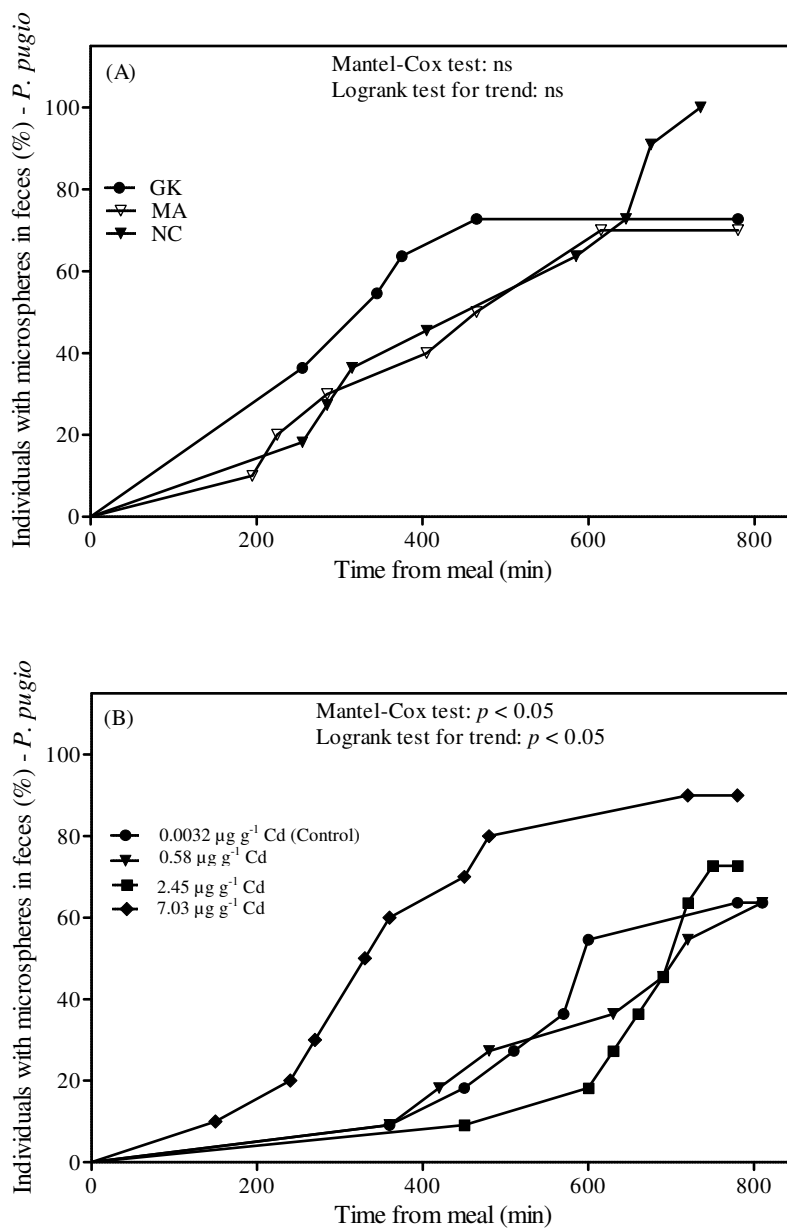 (A)
Mantel-Cox test: ns
Logrank test for trend: ns
Individuals with microspheres in feces (%) - P. pugio
100
80
60
40
20
0
GK
MA
NC
0 200 400 600 800
Time from meal (min)
(B)
Mantel-Cox test: p < 0.05
Logrank test for trend: p < 0.05
Individuals with microspheres in feces (%) - P. pugio
100
80
60
40
20
0
0.0032 µg g⁻¹ Cd (Control)
0.58 µg g⁻¹ Cd
2.45 µg g⁻¹ Cd
7.03 µg g⁻¹ Cd
0 200 400 600 800
Time from meal (min)